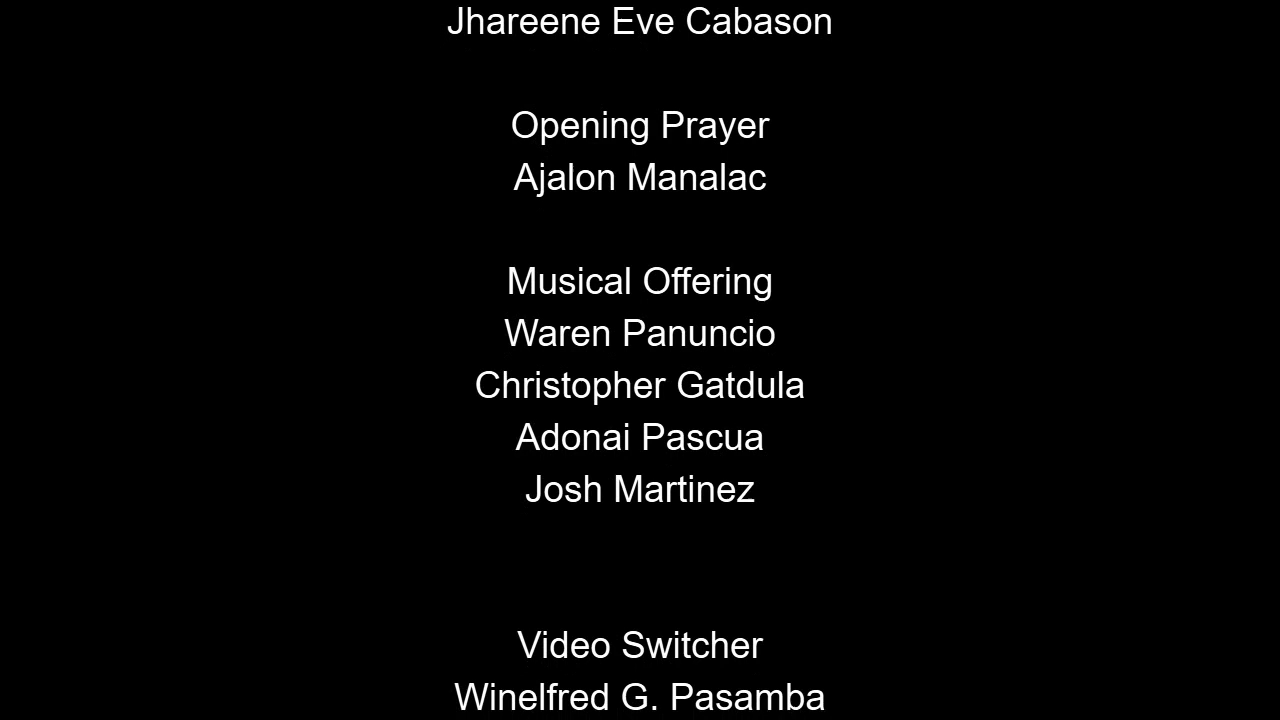 Jhareene Eve Cabason
Opening Prayer
Ajalon Manalac
Musical Offering
Waren Panuncio
Christopher Gatdula
Adonai Pascua
Josh Martinez
Video Switcher
Winelfred G. Pasamba